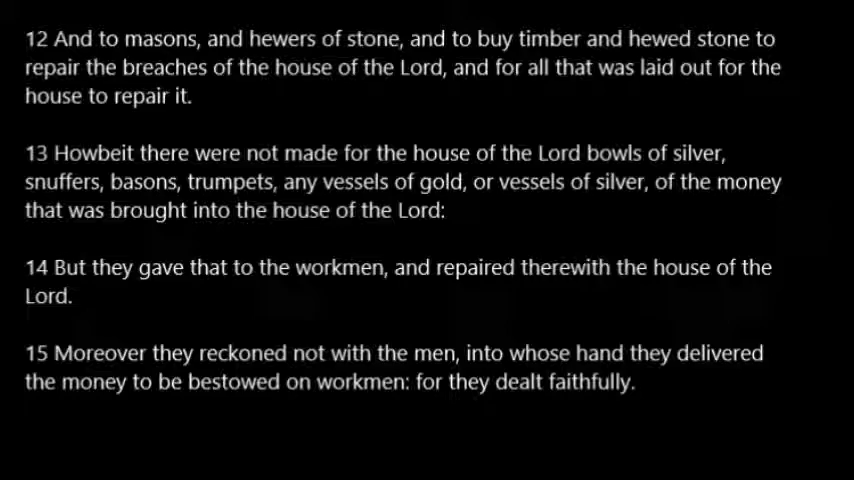 12 And to masons, and hewers of stone, and to buy timber and hewed stone to
repair the breaches of the house of the Lord, and for all that was laid out for the
house to repair it.
13 Howbeit there were not made for the house of the Lord bowls of silver,
snuffers, basons, trumpets, any vessels of gold, or vessels of silver, of the money
that was brought into the house of the Lord:
14 But they gave that to the workmen, and repaired therewith the house of the
Lord.
15 Moreover they reckoned not with the men, into whose hand they delivered
the money to be bestowed on workmen: for they dealt faithfully.